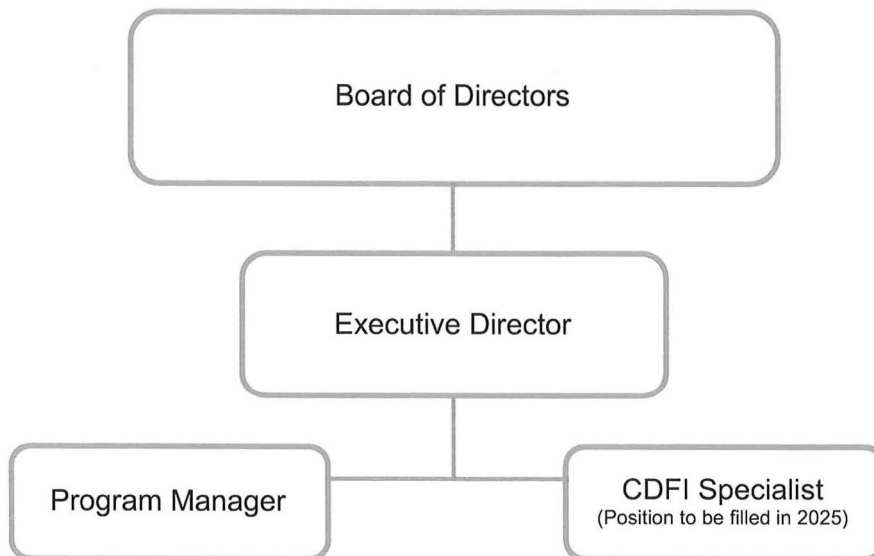 Board of Directors
Executive Director
Program Manager
CDFI Specialist
(Position to be filled in 2025)